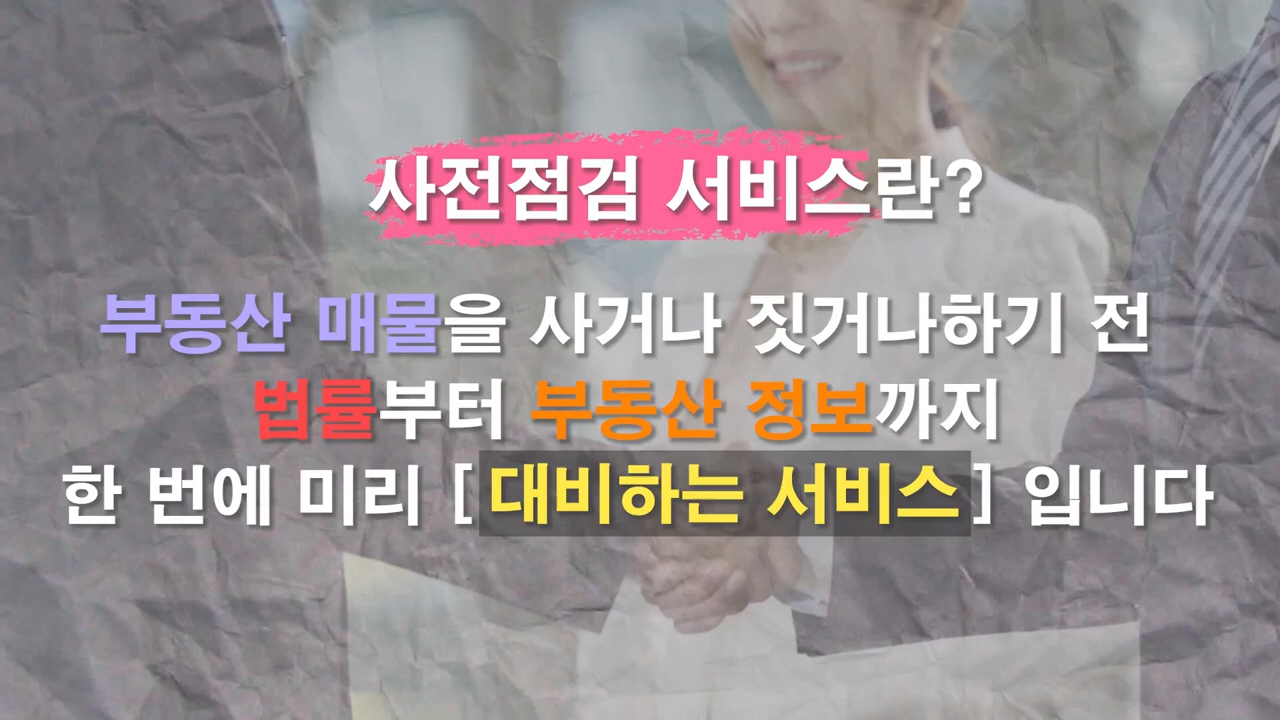 사전점검 서비스란?
부동산 매물을 사거나 짓거나하기 전
법률부터 부동산 정보까지
한 번에 미리 [대비하는 서비스] 입니다